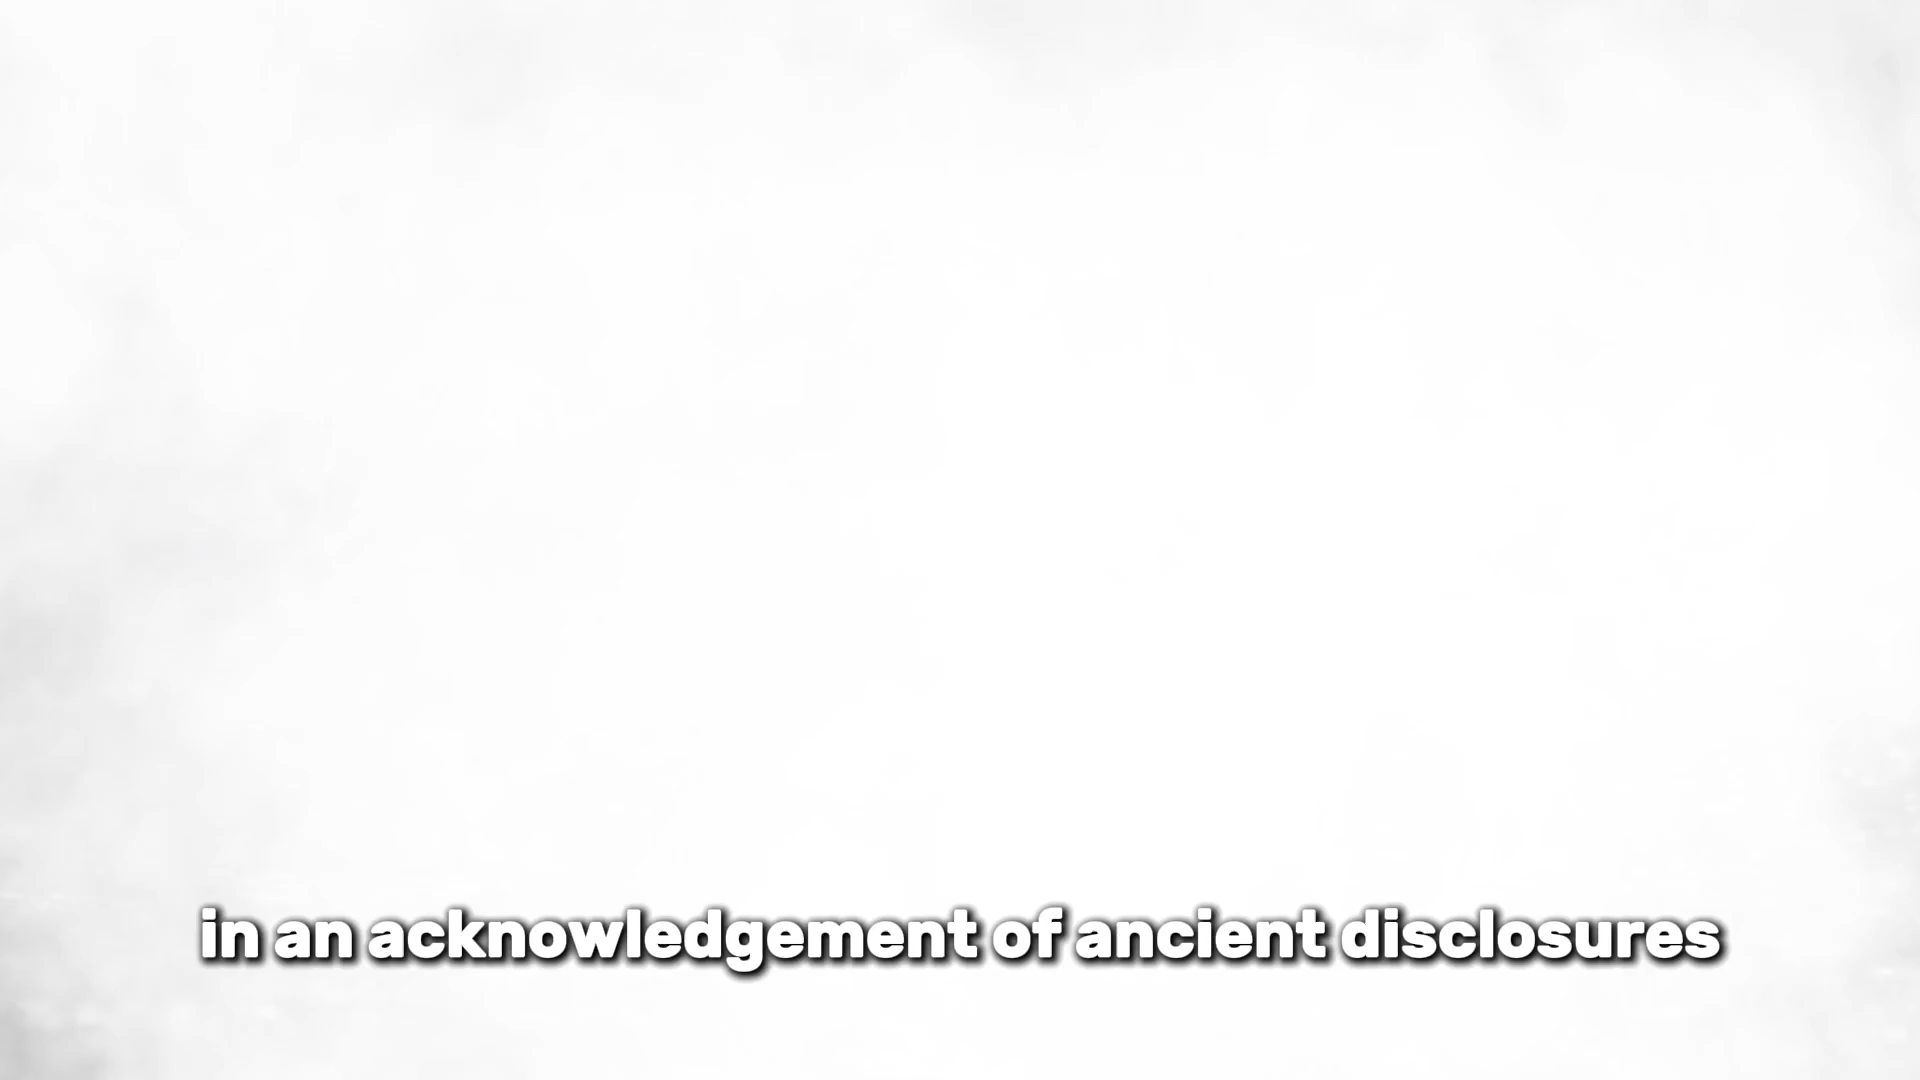 in an acknowledgement of ancient disclosures